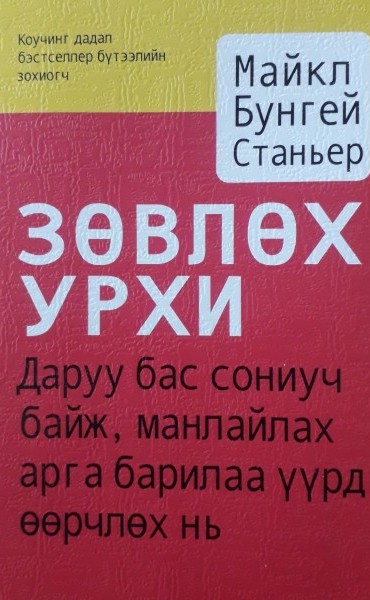 Коучинг дадал
бэстселлер бүтээлийн
зохиогч
Майкл
Бунгей
Станьер
ЗӨВЛӨХ
УРХИ
Даруу бас сониуч
байж, манлайлах
арга барилаа үүрд
өөрчлөх нь